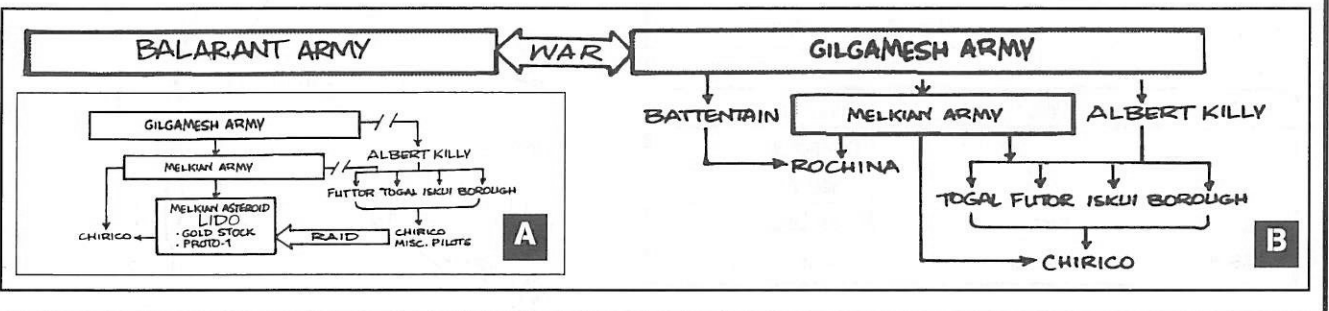 BALARANT ARMY
WAR
GILGAMESH ARMY
GILGAMESH ARMY
ALBERT KILLY
MELKIAN ARMY
FUTTOR TOGAL ISKUI BOROUGH
MELKIAN ASTEROID
LIDO
· GOLD STOCK
· PROTO-1
CHIRICO
RAID
CHIRICO
MISC. PILOTS
A
BATTENTAIN
MELKIAN ARMY
ALBERT KILLY
ROCHINA
TOGAL FUTOR ISKUI BOROUGH
CHIRICO
B